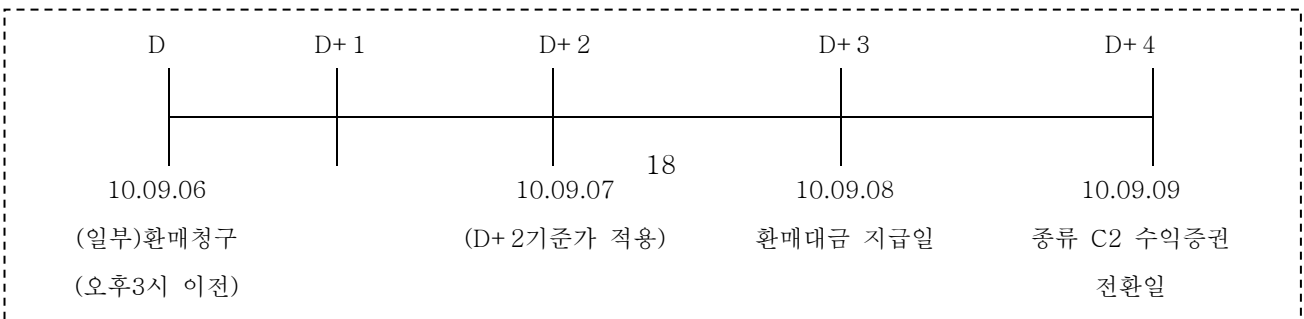 D D+1 D+2 D+3 D+4
18
10.09.06 10.09.07 10.09.08 10.09.09
(일부)환매청구 (D+2기준가 적용) 환매대금 지급일 종류 C2 수익증권
(오후3시 이전) 전환일